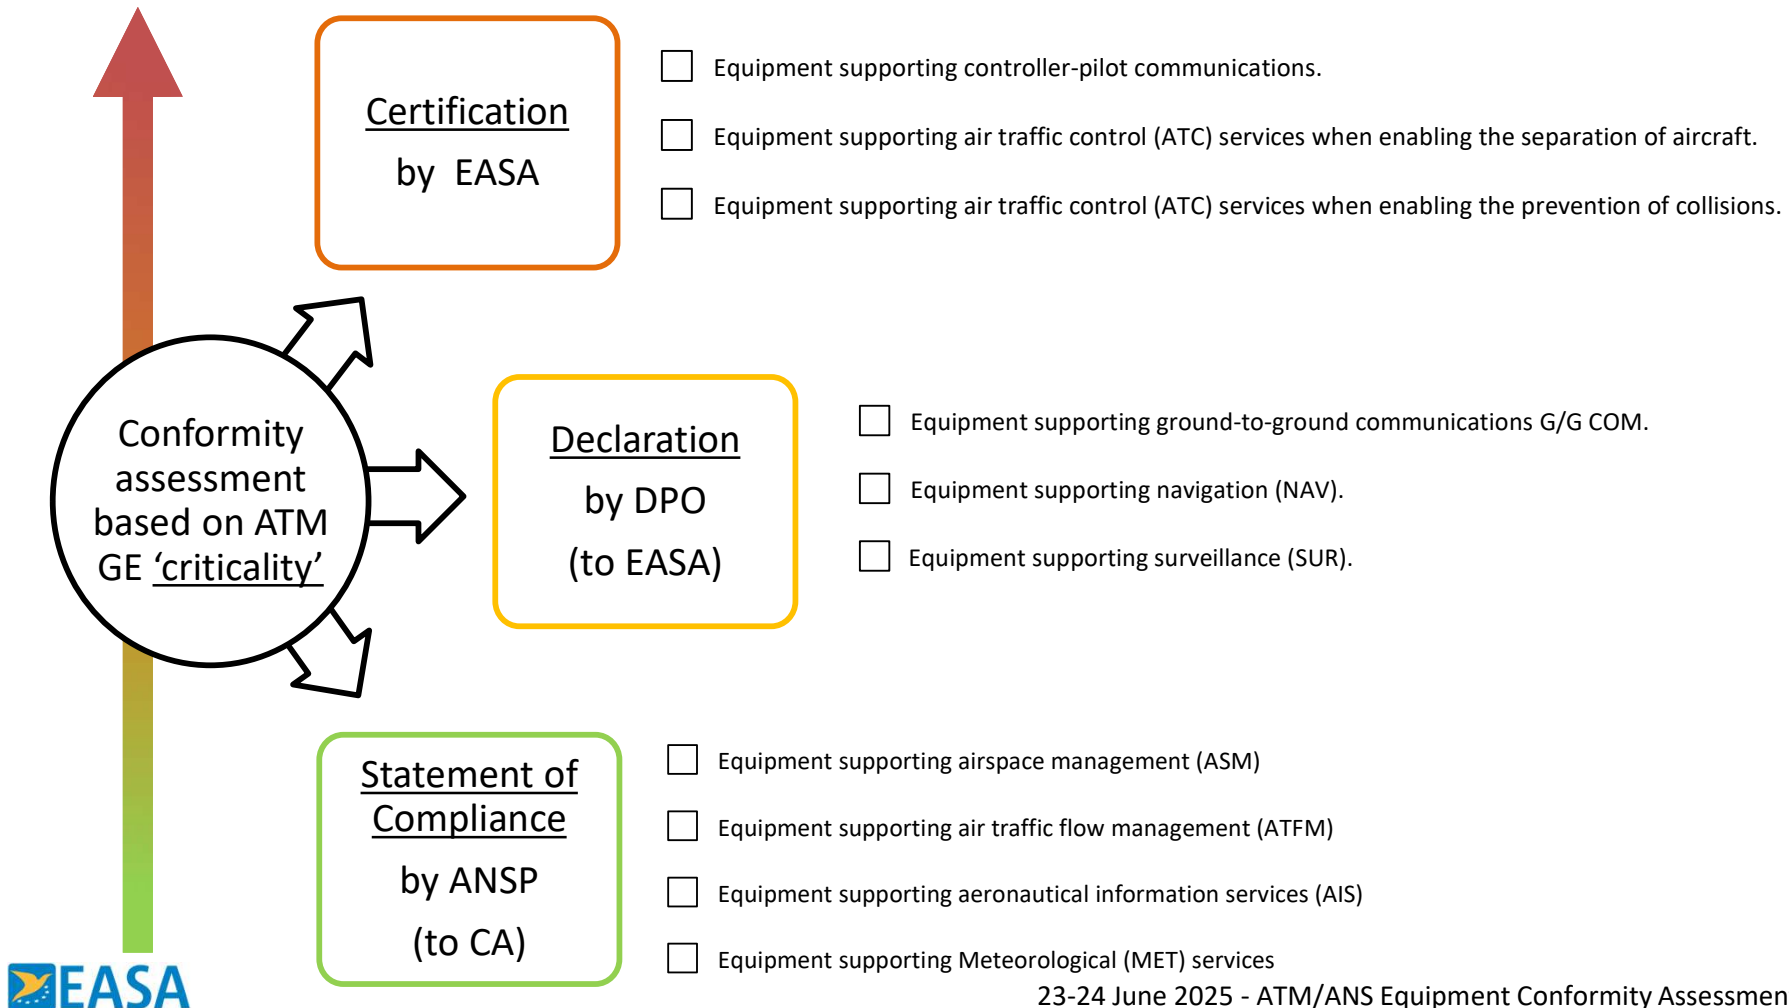 Certification
by EASA
Equipment supporting controller-pilot communications.
Equipment supporting air traffic control (ATC) services when enabling the separation of aircraft.
Equipment supporting air traffic control (ATC) services when enabling the prevention of collisions.
Conformity
assessment
based on ATM
GE ‘criticality’
Declaration
by DPO
(to EASA)
Equipment supporting ground-to-ground communications G/G COM.
Equipment supporting navigation (NAV).
Equipment supporting surveillance (SUR).
Statement of
Compliance
by ANSP
(to CA)
Equipment supporting airspace management (ASM)
Equipment supporting air traffic flow management (ATFM)
Equipment supporting aeronautical information services (AIS)
Equipment supporting Meteorological (MET) services
EASA
23-24 June 2025 - ATM/ANS Equipment Conformity Assessmen